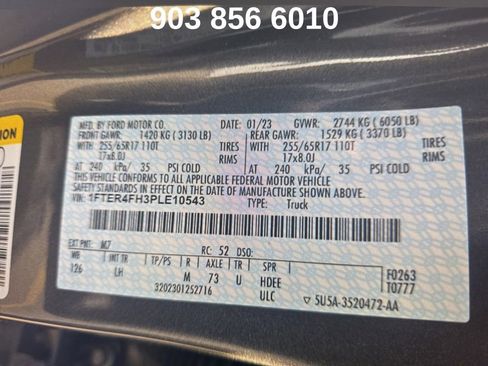 903 856 6010
MFD. BY FORD MOTOR CO. 01/23 GVWR: 2744 KG ( 6050 LB)
FRONT GAWR: 1420 KG ( 3130 LB) REAR GAWR: 1529 KG ( 3370 LB)
WITH 255/65R17 110T TIRES WITH 255/65R17 110T TIRES
17x8.0J RIMS 17x8.0J RIMS
AT 240 kPa/ 35 PSI COLD AT 240 kPa/ 35 PSI COLD
THIS VEHICLE CONFORMS TO ALL APPLICABLE FEDERAL MOTOR VEHICLE
SAFETY, BUMPER, AND THEFT PREVENTION STANDARDS IN EFFECT
ON THE DATE OF MANUFACTURE SHOWN ABOVE.
VIN: 1FTER4FH3PLE10543 TYPE: Truck
EXT PNT: M7 RC: 52 DSO:
WB INT TR TP/PS R AXLE TR SPR F0263
126 LH M 73 U HDEE T0777
3202301252716 ULC ▽ 5U5A-3520472-AA